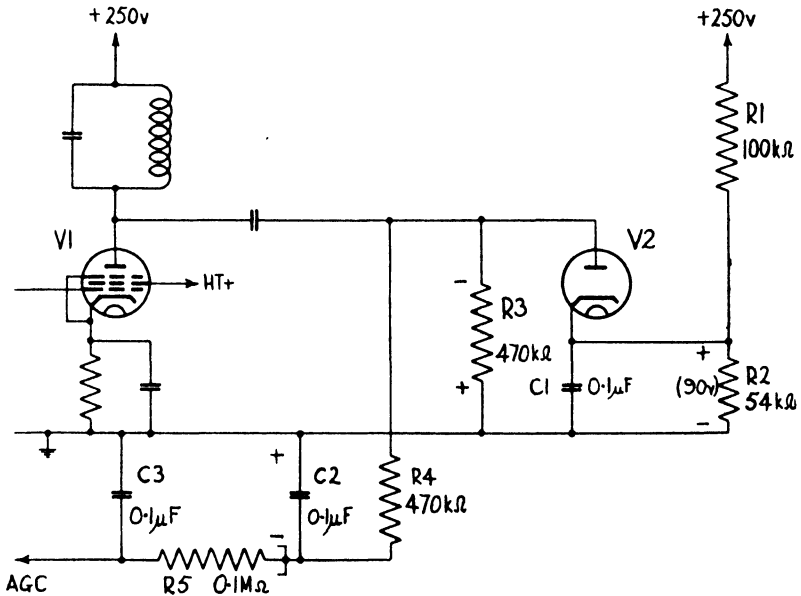 +250v
+250v
R1
100kΩ
V1
HT+
V2
-
R3
470kΩ
+
C1
0·1μF
+
(90v)
R2
54kΩ
-
C3
0·1μF
+
C2
0·1μF
-
R4
470kΩ
AGC
R5
0·1MΩ